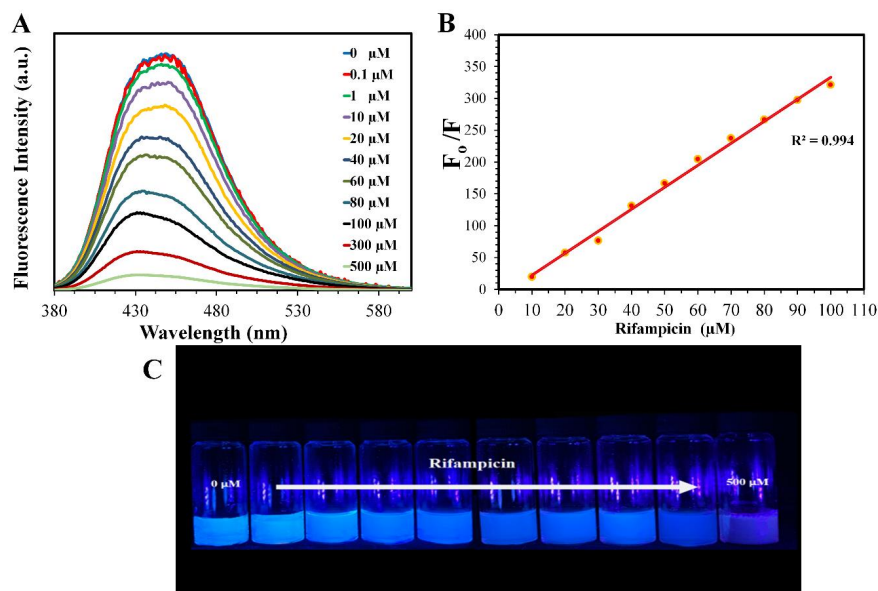 A
Fluorescence Intensity (a.u.)
0 µM
0.1 µM
1 µM
10 µM
20 µM
40 µM
60 µM
80 µM
100 µM
300 µM
500 µM
380 430 480 530 580
Wavelength (nm)
B
Fo/F
400
350
300
250
200
150
100
50
0
R² = 0.994
0 10 20 30 40 50 60 70 80 90 100 110
Rifampicin (µM)
C
Rifampicin
0 µM
500 µM